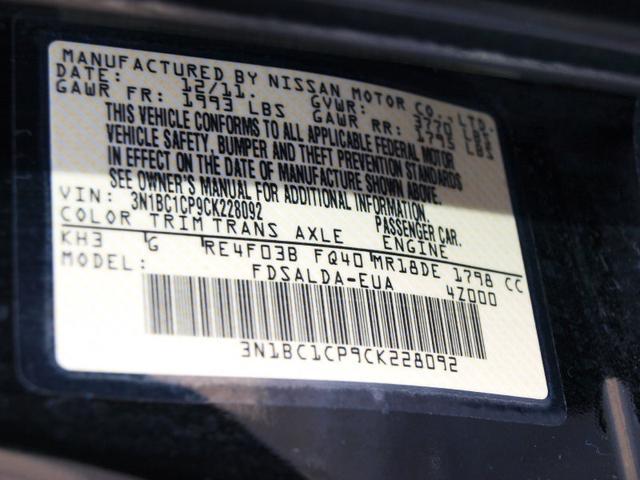 MANUFACTURED BY NISSAN MOTOR CO., LTD.
DATE: 12/11. GVWR: 3770 LBS
GAWR FR: 1993 LBS GAWR RR: 1795 LBS
THIS VEHICLE CONFORMS TO ALL APPLICABLE FEDERAL MOTOR
VEHICLE SAFETY, BUMPER AND THEFT PREVENTION STANDARDS
IN EFFECT ON THE DATE OF MANUFACTURE SHOWN ABOVE.
SEE OWNER'S MANUAL FOR ADDITIONAL INFORMATION.
VIN: 3N1BC1CP9CK228092 PASSENGER CAR.
COLOR TRIM TRANS AXLE ENGINE
KH3 G RE4F03B FQ40 MR18DE 1798 CC
MODEL: FDSALDA-EUA 4Z000
3N1BC1CP9CK228092